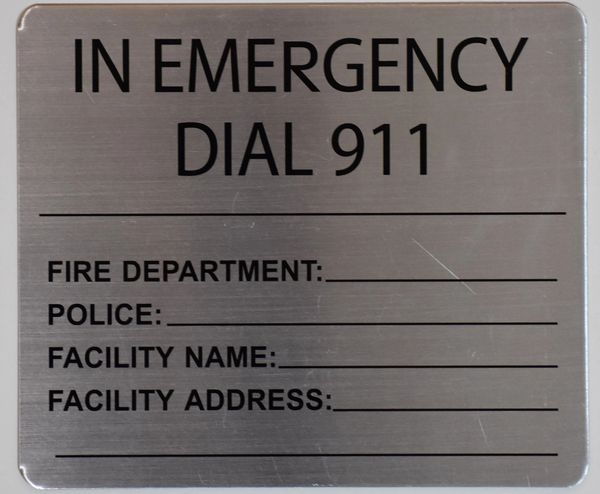 IN EMERGENCY
DIAL 911
FIRE DEPARTMENT:
POLICE:
FACILITY NAME:
FACILITY ADDRESS: